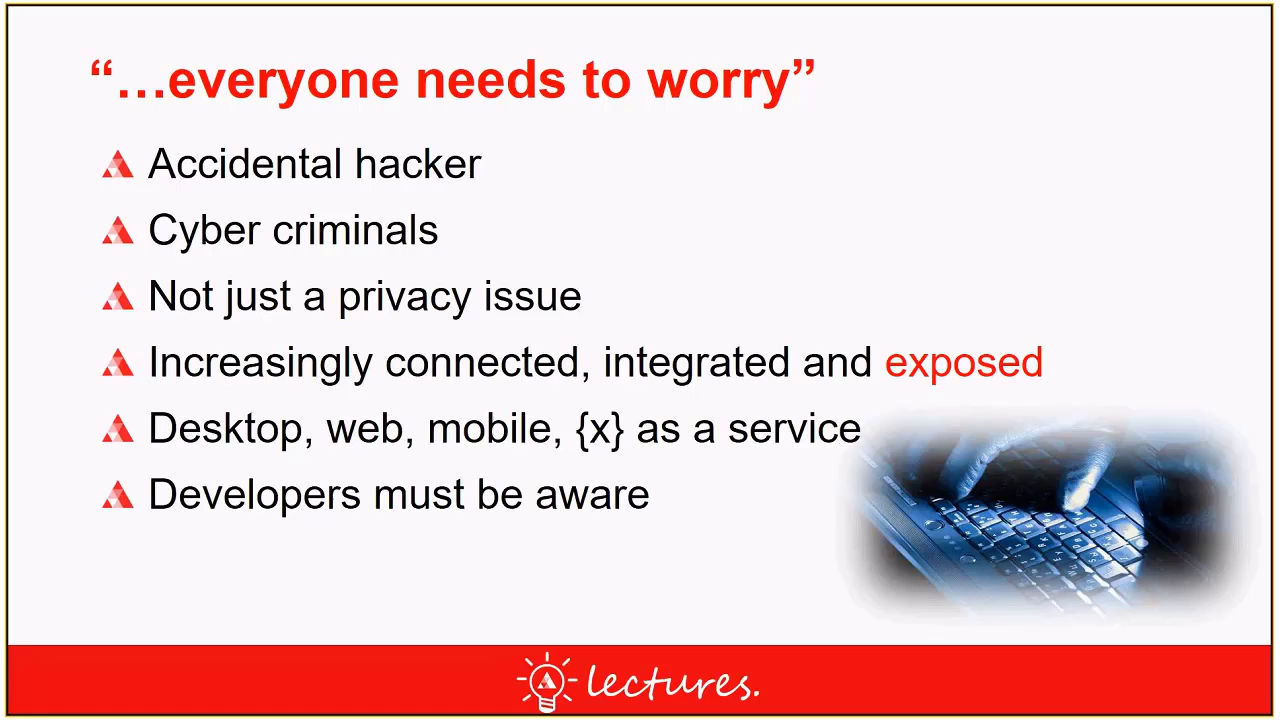 “...everyone needs to worry”
Accidental hacker
Cyber criminals
Not just a privacy issue
Increasingly connected, integrated and exposed
Desktop, web, mobile, {x} as a service
Developers must be aware
lectures.